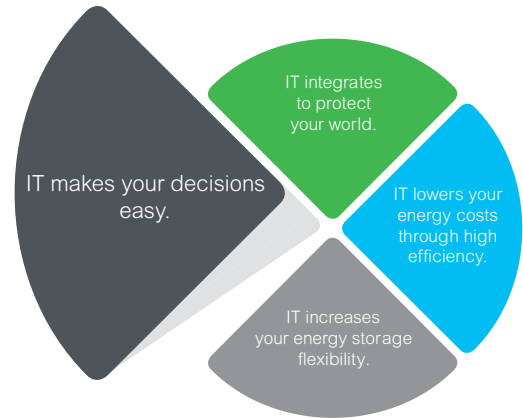 IT makes your decisions
easy.
IT integrates
to protect
your world.
IT lowers your
energy costs
through high
efficiency.
IT increases
your energy storage
flexibility.